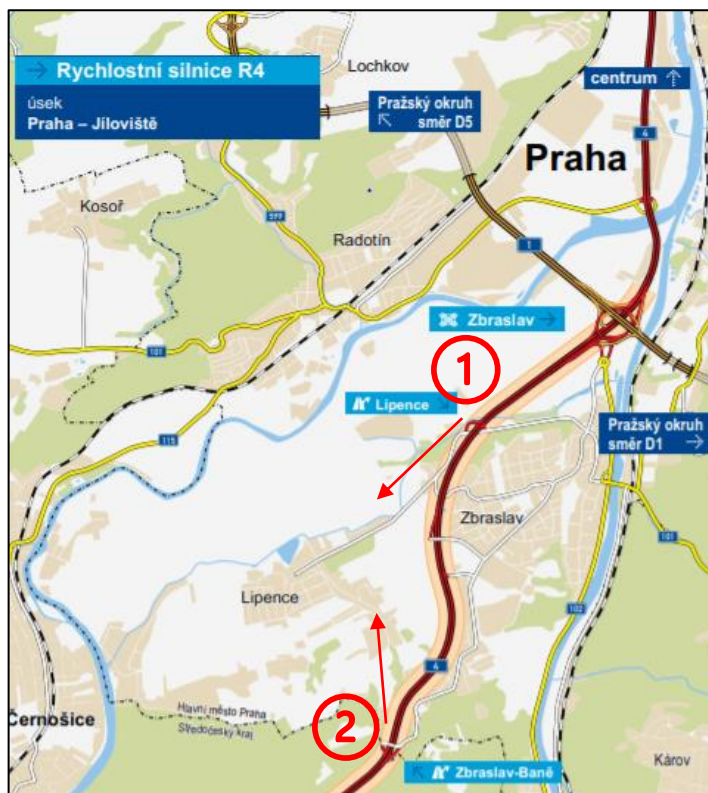 → Rychlostní silnice R4
úsek
Praha – Jíloviště
Lochkov
centrum
Pražský okruh
směr D5
4
Praha
Kosoř
599
Radotín
1
Zbraslav →
101
1
Lipence
Pražský okruh
směr D1 →
115
Zbraslav
101
Lipence
102
4
Hlavní město Praha
Středočeský kraj
Černošice
2
Károv
Zbraslav-Baně